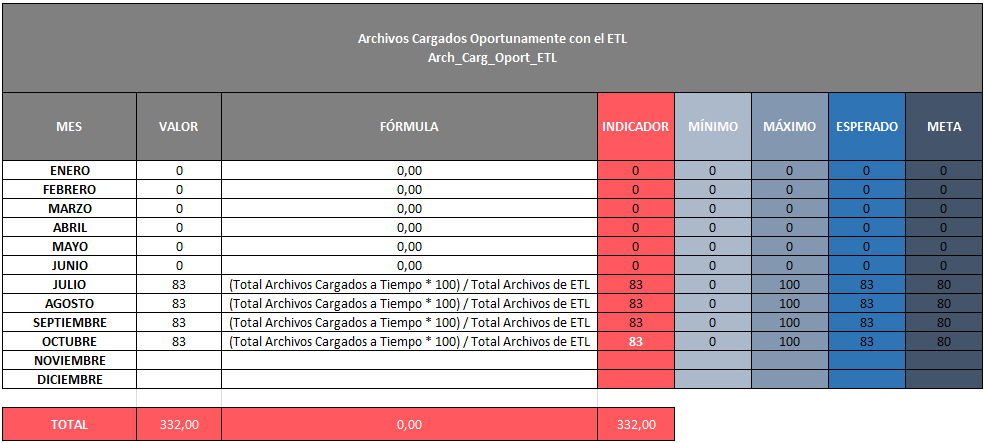 Archivos Cargados Oportunamente con el ETL
Arch_Carg_Oport_ETL
MES VALOR FÓRMULA INDICADOR MÍNIMO MÁXIMO ESPERADO META
ENERO 0 0,00 0 0 0 0 0
FEBRERO 0 0,00 0 0 0 0 0
MARZO 0 0,00 0 0 0 0 0
ABRIL 0 0,00 0 0 0 0 0
MAYO 0 0,00 0 0 0 0 0
JUNIO 0 0,00 0 0 0 0 0
JULIO 83 (Total Archivos Cargados a Tiempo * 100) / Total Archivos de ETL 83 0 100 83 80
AGOSTO 83 (Total Archivos Cargados a Tiempo * 100) / Total Archivos de ETL 83 0 100 83 80
SEPTIEMBRE 83 (Total Archivos Cargados a Tiempo * 100) / Total Archivos de ETL 83 0 100 83 80
OCTUBRE 83 (Total Archivos Cargados a Tiempo * 100) / Total Archivos de ETL 83 0 100 83 80
NOVIEMBRE
DICIEMBRE
TOTAL 332,00 0,00 332,00